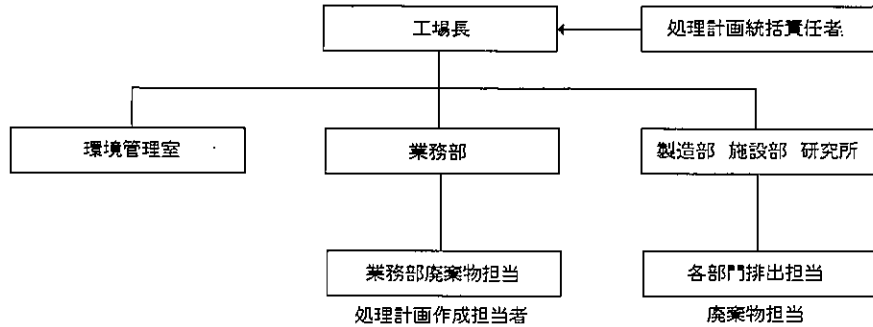 工場長
処理計画統括責任者
環境管理室
業務部
製造部 施設部 研究所
業務部廃棄物担当
各部門排出担当
処理計画作成担当者
廃棄物担当